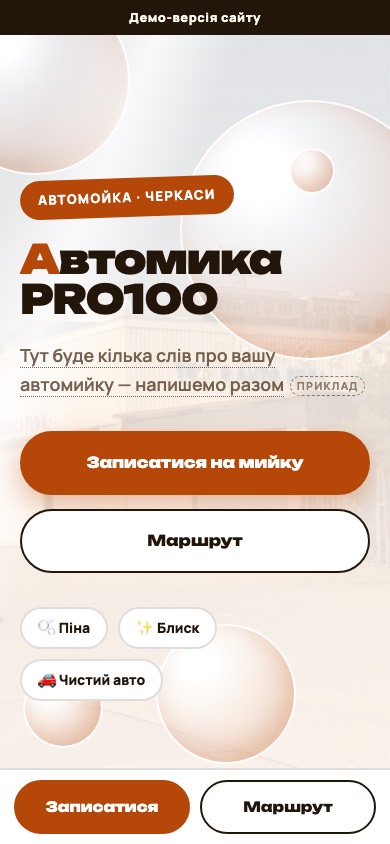 Демо-версія сайту
АВТОМОЙКА · ЧЕРКАСИ
Автомика
PRO100
Тут буде кілька слів про вашу
автомийку — напишемо разом ПРИКЛАД
Записатися на мийку
Маршрут
Піна
Блиск
Чистий авто
Записатися
Маршрут